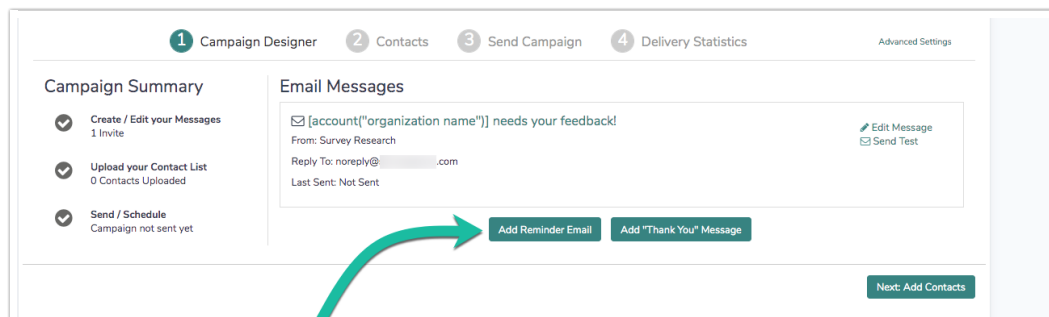 1 Campaign Designer 2 Contacts 3 Send Campaign 4 Delivery Statistics Advanced Settings
Campaign Summary
Create / Edit your Messages
1 Invite
Upload your Contact List
0 Contacts Uploaded
Send / Schedule
Campaign not sent yet
Email Messages
[account("organization name")] needs your feedback!
From: Survey Research
Reply To: noreply@ .com
Last Sent: Not Sent
Edit Message
Send Test
Add Reminder Email Add "Thank You" Message
Next: Add Contacts